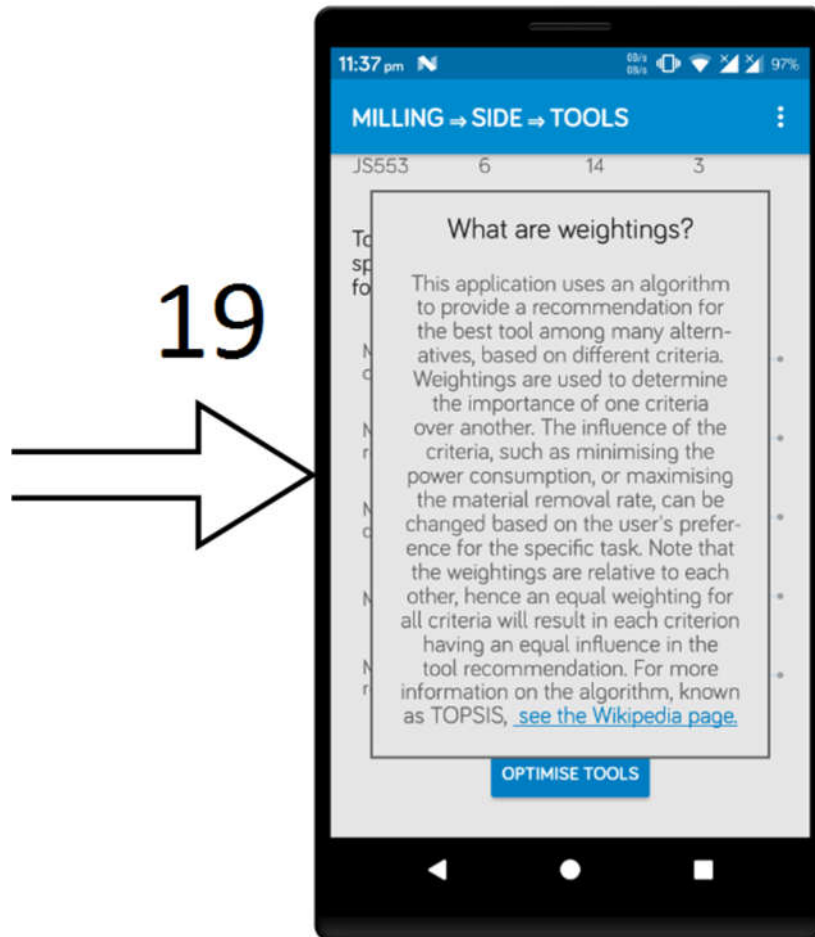 19
11:37 pm
0B/s
0B/s
97%
MILLING ⇒ SIDE ⇒ TOOLS
JS553 6 14 3
What are weightings?
This application uses an algorithm
to provide a recommendation for
the best tool among many altern-
atives, based on different criteria.
Weightings are used to determine
the importance of one criteria
over another. The influence of the
criteria, such as minimising the
power consumption, or maximising
the material removal rate, can be
changed based on the user's prefer-
ence for the specific task. Note that
the weightings are relative to each
other, hence an equal weighting for
all criteria will result in each criterion
having an equal influence in the
tool recommendation. For more
information on the algorithm, known
as TOPSIS, see the Wikipedia page.
OPTIMISE TOOLS